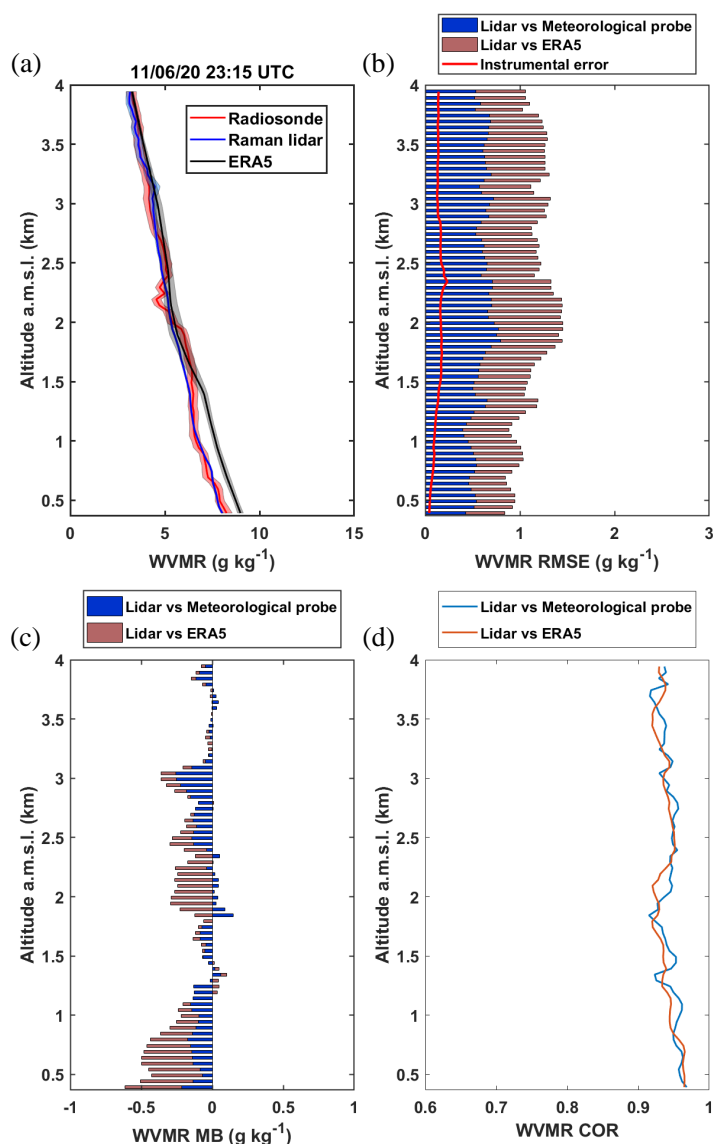 (a)
11/06/20 23:15 UTC
Radiosonde
Raman lidar
ERA5
4
3.5
3
2.5
2
1.5
1
0.5
Altitude a.m.s.l. (km)
0
5
10
15
WVMR (g kg-1)
(b)
Lidar vs Meteorological probe
Lidar vs ERA5
Instrumental error
4
3.5
3
2.5
2
1.5
1
0.5
Altitude a.m.s.l. (km)
0
1
2
3
WVMR RMSE (g kg-1)
(c)
Lidar vs Meteorological probe
Lidar vs ERA5
4
3.5
3
2.5
2
1.5
1
0.5
Altitude a.m.s.l. (km)
-1
-0.5
0
0.5
1
WVMR MB (g kg-1)
(d)
Lidar vs Meteorological probe
Lidar vs ERA5
4
3.5
3
2.5
2
1.5
1
0.5
Altitude a.m.s.l. (km)
0.6
0.7
0.8
0.9
1
WVMR COR